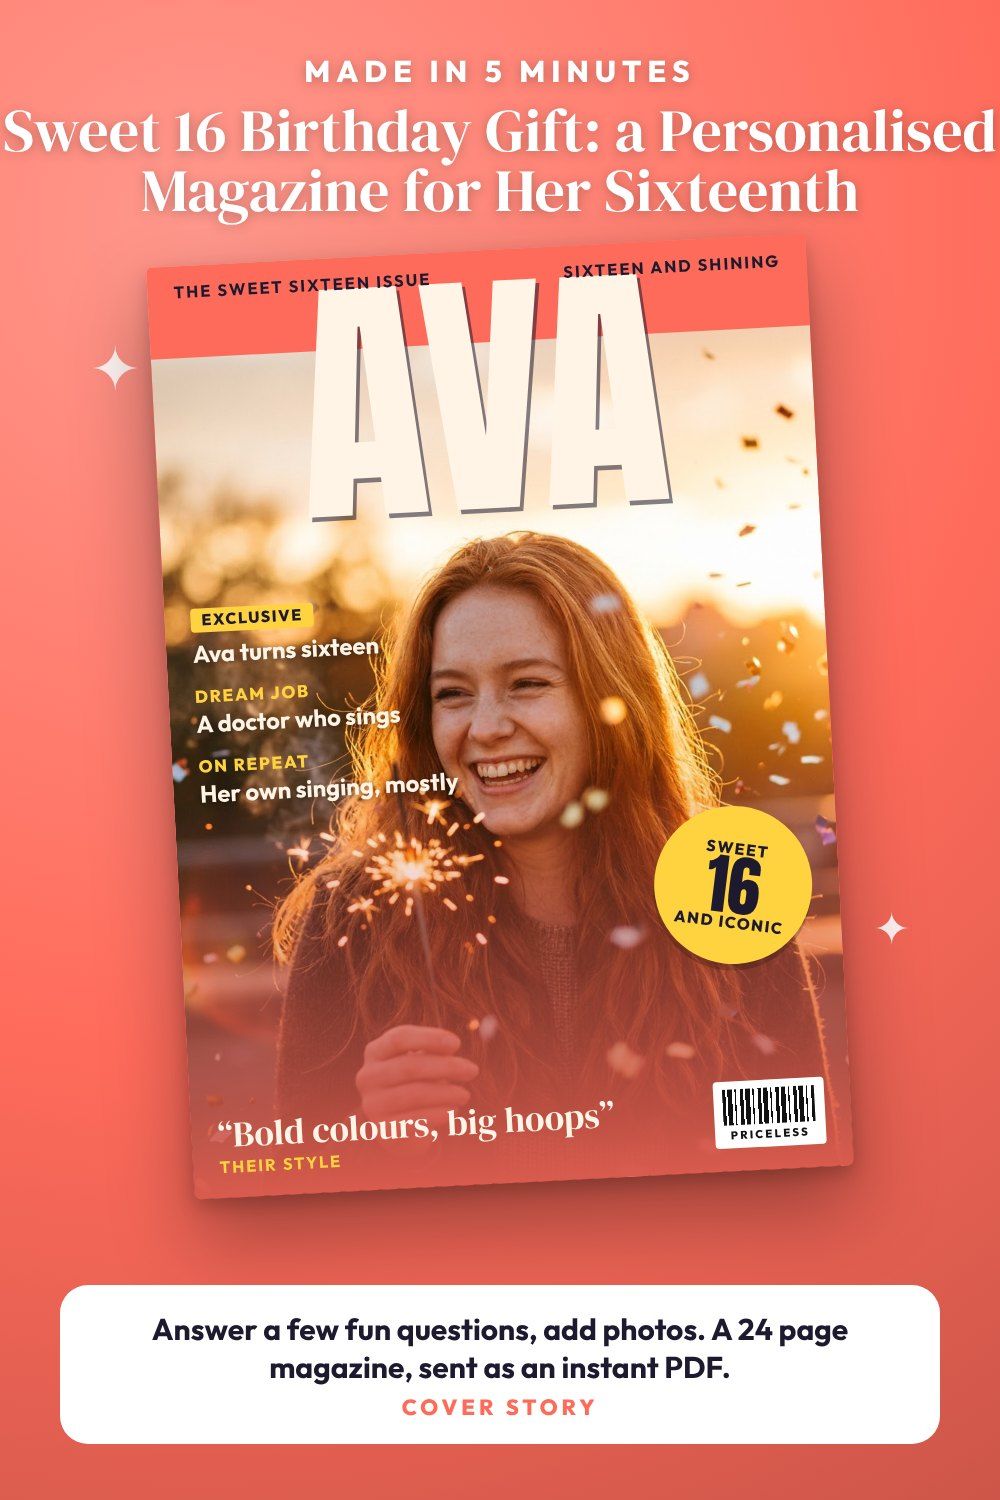 MADE IN 5 MINUTES
Sweet 16 Birthday Gift: a Personalised
Magazine for Her Sixteenth
THE SWEET SIXTEEN ISSUE
SIXTEEN AND SHINING
AVA
EXCLUSIVE
Ava turns sixteen
DREAM JOB
A doctor who sings
ON REPEAT
Her own singing, mostly
SWEET
16
AND ICONIC
“Bold colours, big hoops”
THEIR STYLE
PRICELESS
Answer a few fun questions, add photos. A 24 page
magazine, sent as an instant PDF.
COVER STORY